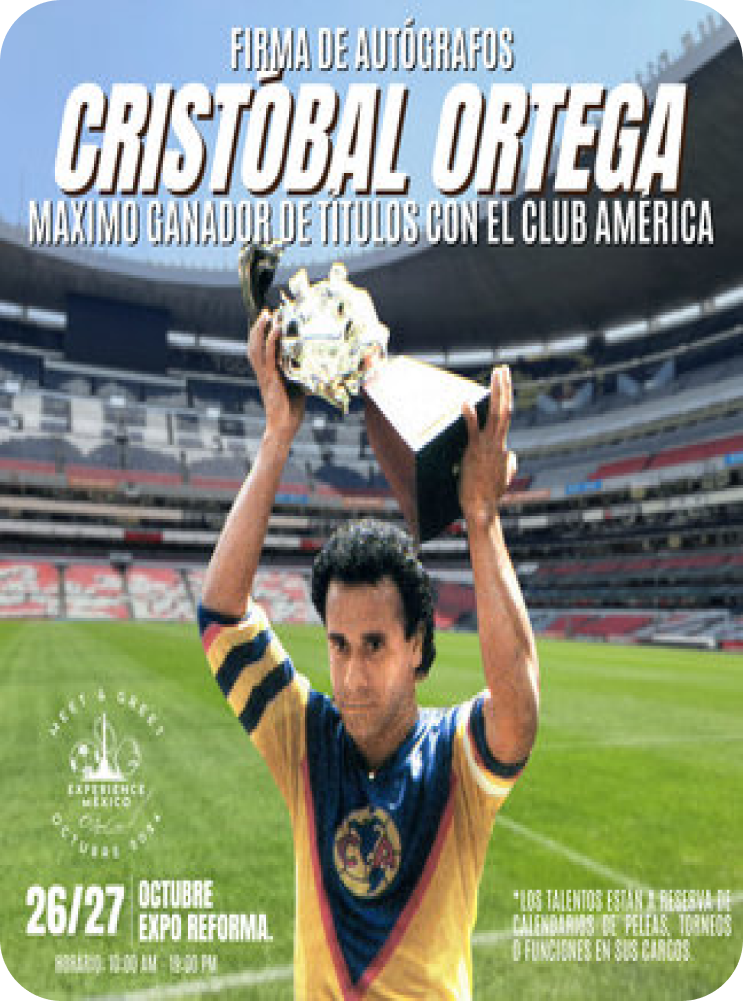 FIRMA DE AUTÓGRAFOS
CRISTÓBAL ORTEGA
MAXIMO GANADOR DE TÍTULOS CON EL CLUB AMÉRICA
CA
MEET & GREET
EXPERIENCE
MÉXICO
OCTUBRE 2024
26/27
OCTUBRE
EXPO REFORMA.
HORARIO: 10:00 AM - 19:00 PM
*LOS TALENTOS ESTÁN A RESERVA DE
CALENDARIOS DE PELEAS, TORNEOS
O FUNCIONES EN SUS CARGOS.